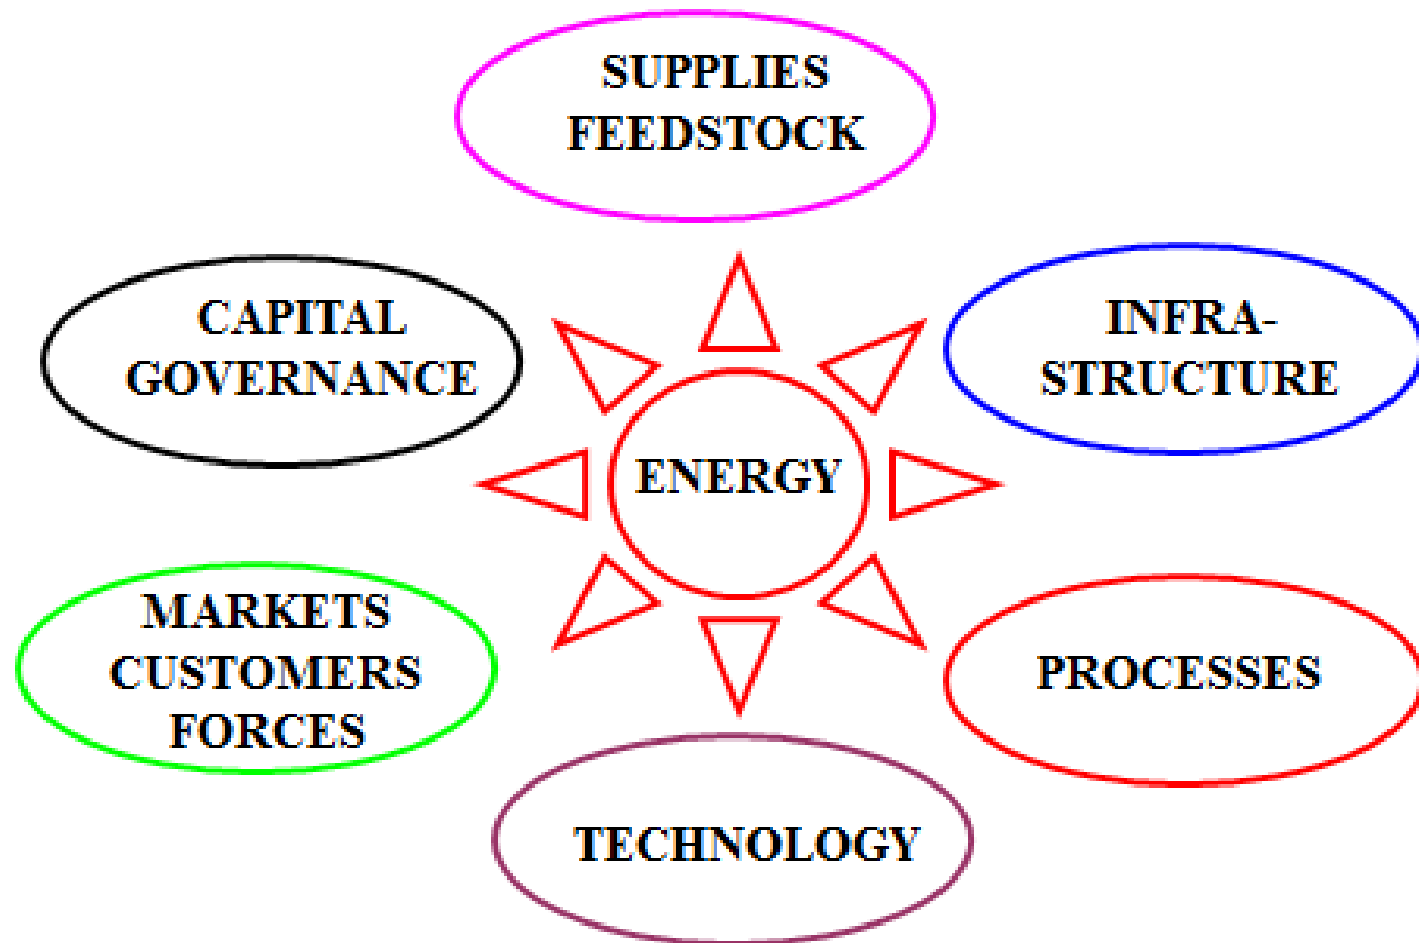 SUPPLIES
FEEDSTOCK
CAPITAL
GOVERNANCE
INFRA-
STRUCTURE
ENERGY
MARKETS
CUSTOMERS
FORCES
PROCESSES
TECHNOLOGY